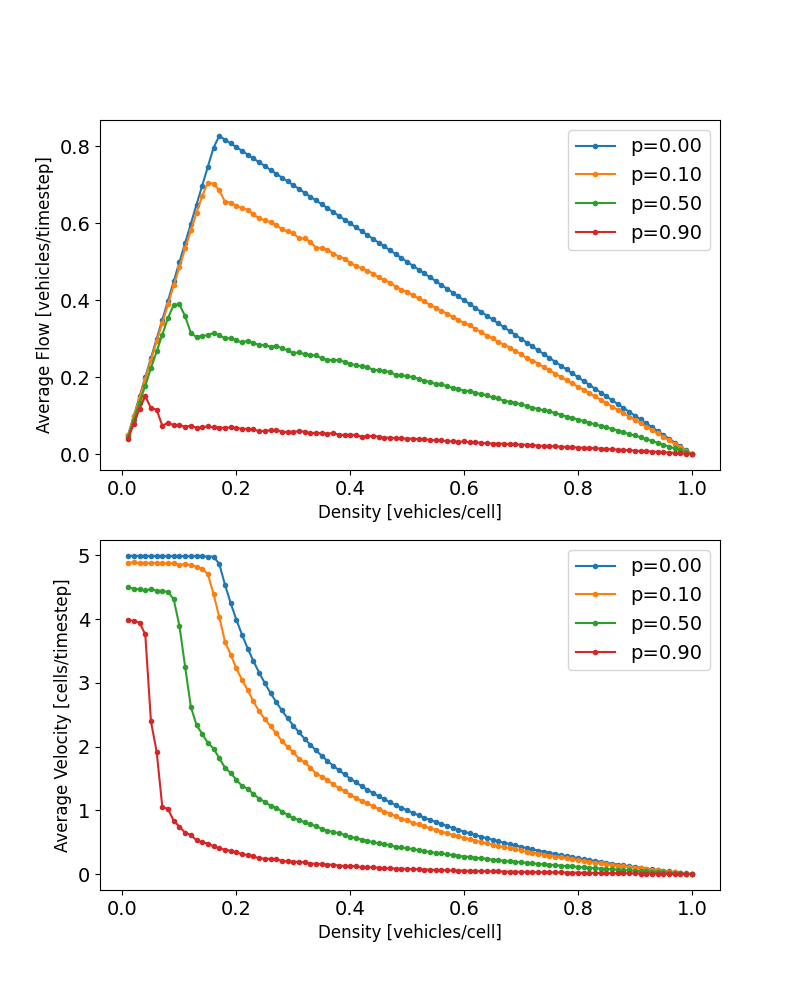 Average Flow [vehicles/timestep]
0.8
0.6
0.4
0.2
0.0
p=0.00
p=0.10
p=0.50
p=0.90
0.0 0.2 0.4 0.6 0.8 1.0
Density [vehicles/cell]
Average Velocity [cells/timestep]
5
4
3
2
1
0
p=0.00
p=0.10
p=0.50
p=0.90
0.0 0.2 0.4 0.6 0.8 1.0
Density [vehicles/cell]